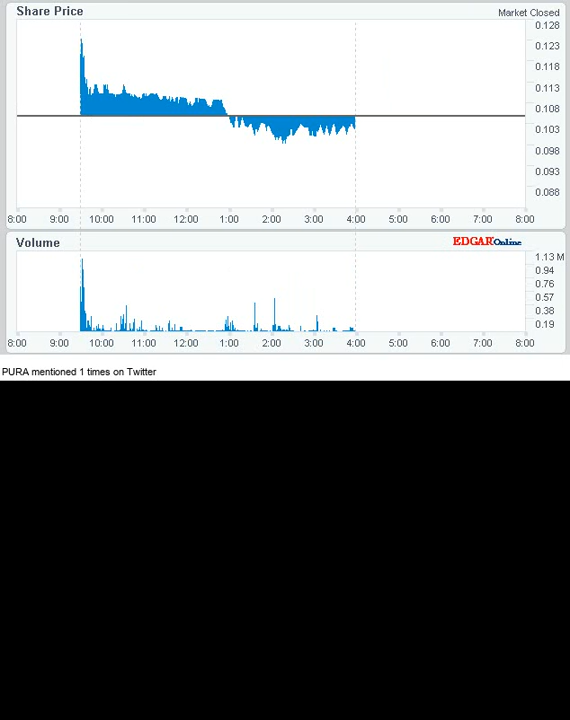 Share Price
Market Closed
0.128
0.123
0.118
0.113
0.108
0.103
0.098
0.093
0.088
8:00 9:00 10:00 11:00 12:00 1:00 2:00 3:00 4:00 5:00 6:00 7:00 8:00
Volume
EDGAR Online
1.13 M
0.94
0.76
0.57
0.38
0.19
8:00 9:00 10:00 11:00 12:00 1:00 2:00 3:00 4:00 5:00 6:00 7:00 8:00
PURA mentioned 1 times on Twitter